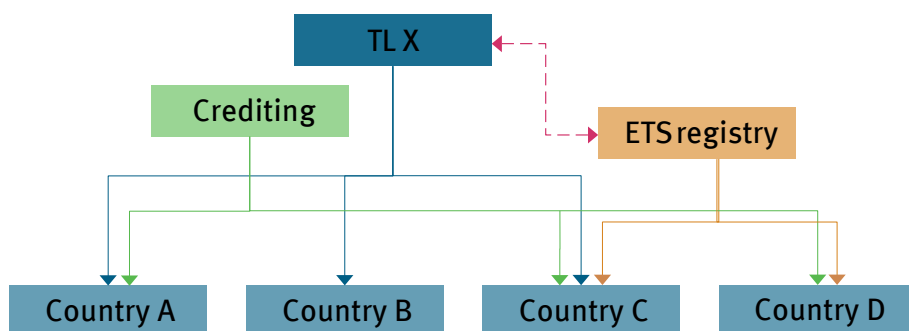 TL X
Crediting
ETS registry
Country A
Country B
Country C
Country D